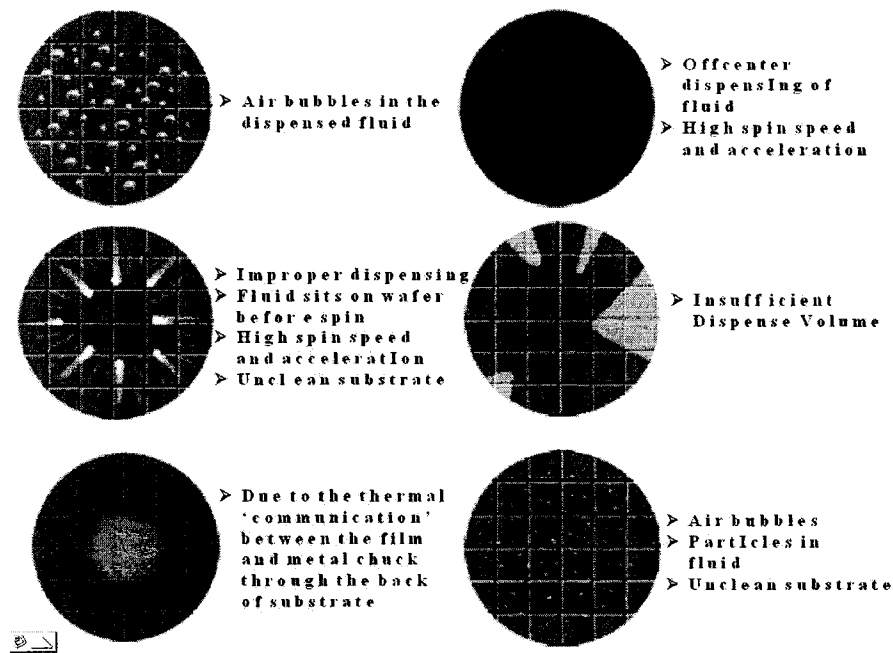 ➢ Air bubbles in the
dispensed fluid
➢ Offcenter
dispensIng of
fluid
➢ High spin speed
and acceleration
➢ Improper dispensing
➢ Fluid sits on wafer
before spin
➢ High spin speed
and acceleratIon
➢ Unclean substrate
➢ Insufficient
Dispense Volume
➢ Due to the thermal
‘communication’
between the film
and metal chuck
through the back
of substrate
➢ Air bubbles
➢ PartIcles in
fluid
➢ Unclean substrate